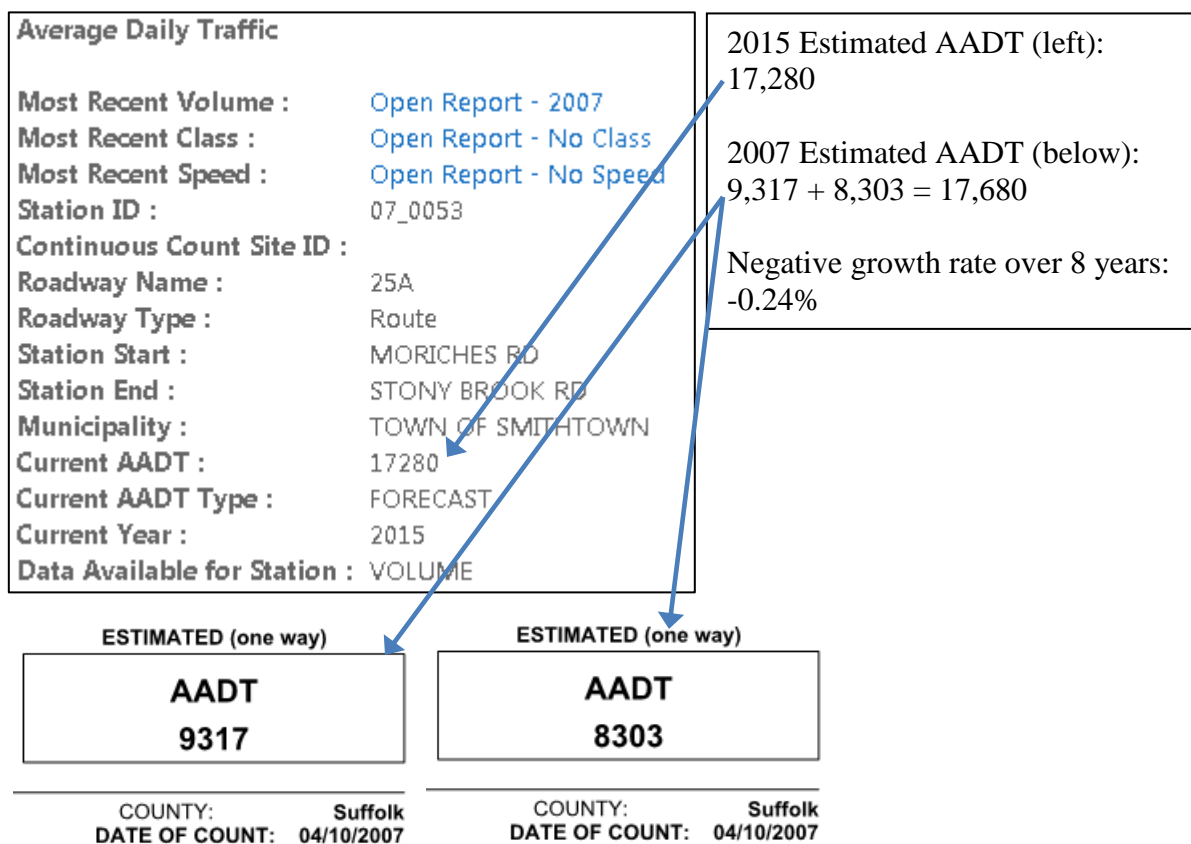 Average Daily Traffic
Most Recent Volume : Open Report - 2007
Most Recent Class : Open Report - No Class
Most Recent Speed : Open Report - No Speed
Station ID : 07_0053
Continuous Count Site ID :
Roadway Name : 25A
Roadway Type : Route
Station Start : MORICHES RD
Station End : STONY BROOK RD
Municipality : TOWN OF SMITHTOWN
Current AADT : 17280
Current AADT Type : FORECAST
Current Year : 2015
Data Available for Station : VOLUME
2015 Estimated AADT (left):
17,280
2007 Estimated AADT (below):
9,317 + 8,303 = 17,680
Negative growth rate over 8 years:
-0.24%
ESTIMATED (one way)
AADT
9317
COUNTY: Suffolk
DATE OF COUNT: 04/10/2007
ESTIMATED (one way)
AADT
8303
COUNTY: Suffolk
DATE OF COUNT: 04/10/2007